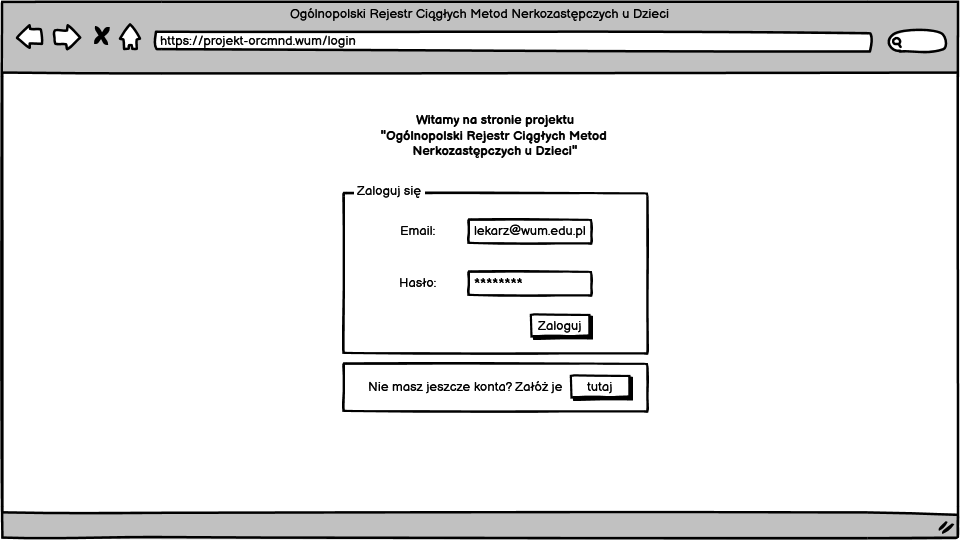 Ogólnopolski Rejestr Ciągłych Metod Nerkozastępczych u Dzieci
https://projekt-orcmnd.wum/login
Witamy na stronie projektu
"Ogólnopolski Rejestr Ciągłych Metod
Nerkozastępczych u Dzieci"
Zaloguj się
Email: lekarz@wum.edu.pl
Hasło: ********
Zaloguj
Nie masz jeszcze konta? Załóż je tutaj